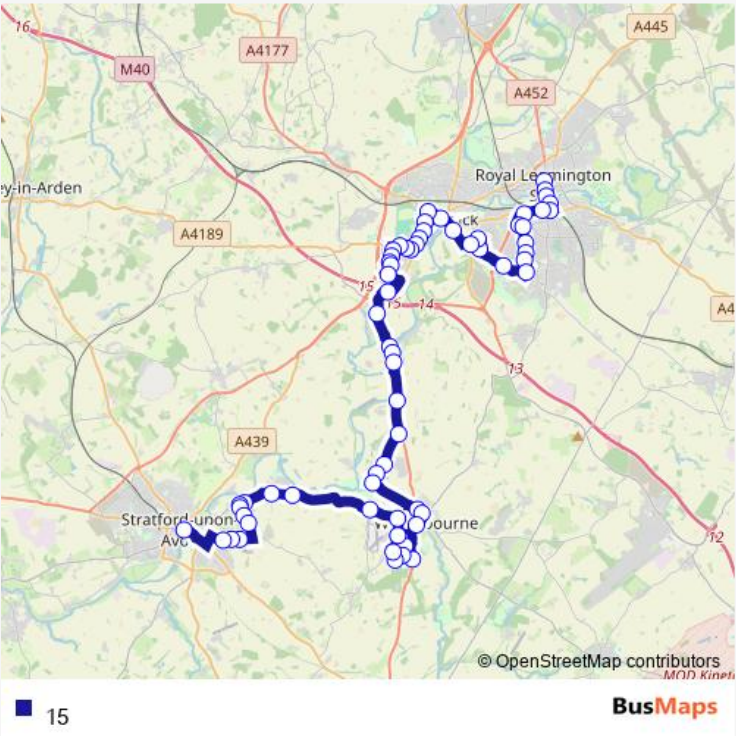 16
A4177
A445
M40
A452
Royal Leamington
S
ey-in-Arden
ck
A4189
15
15
14
A4
13
A439
Stratford-upon-
Avo
W
bourne
12
© OpenStreetMap contributors
MOD Kinet
15
BusMaps